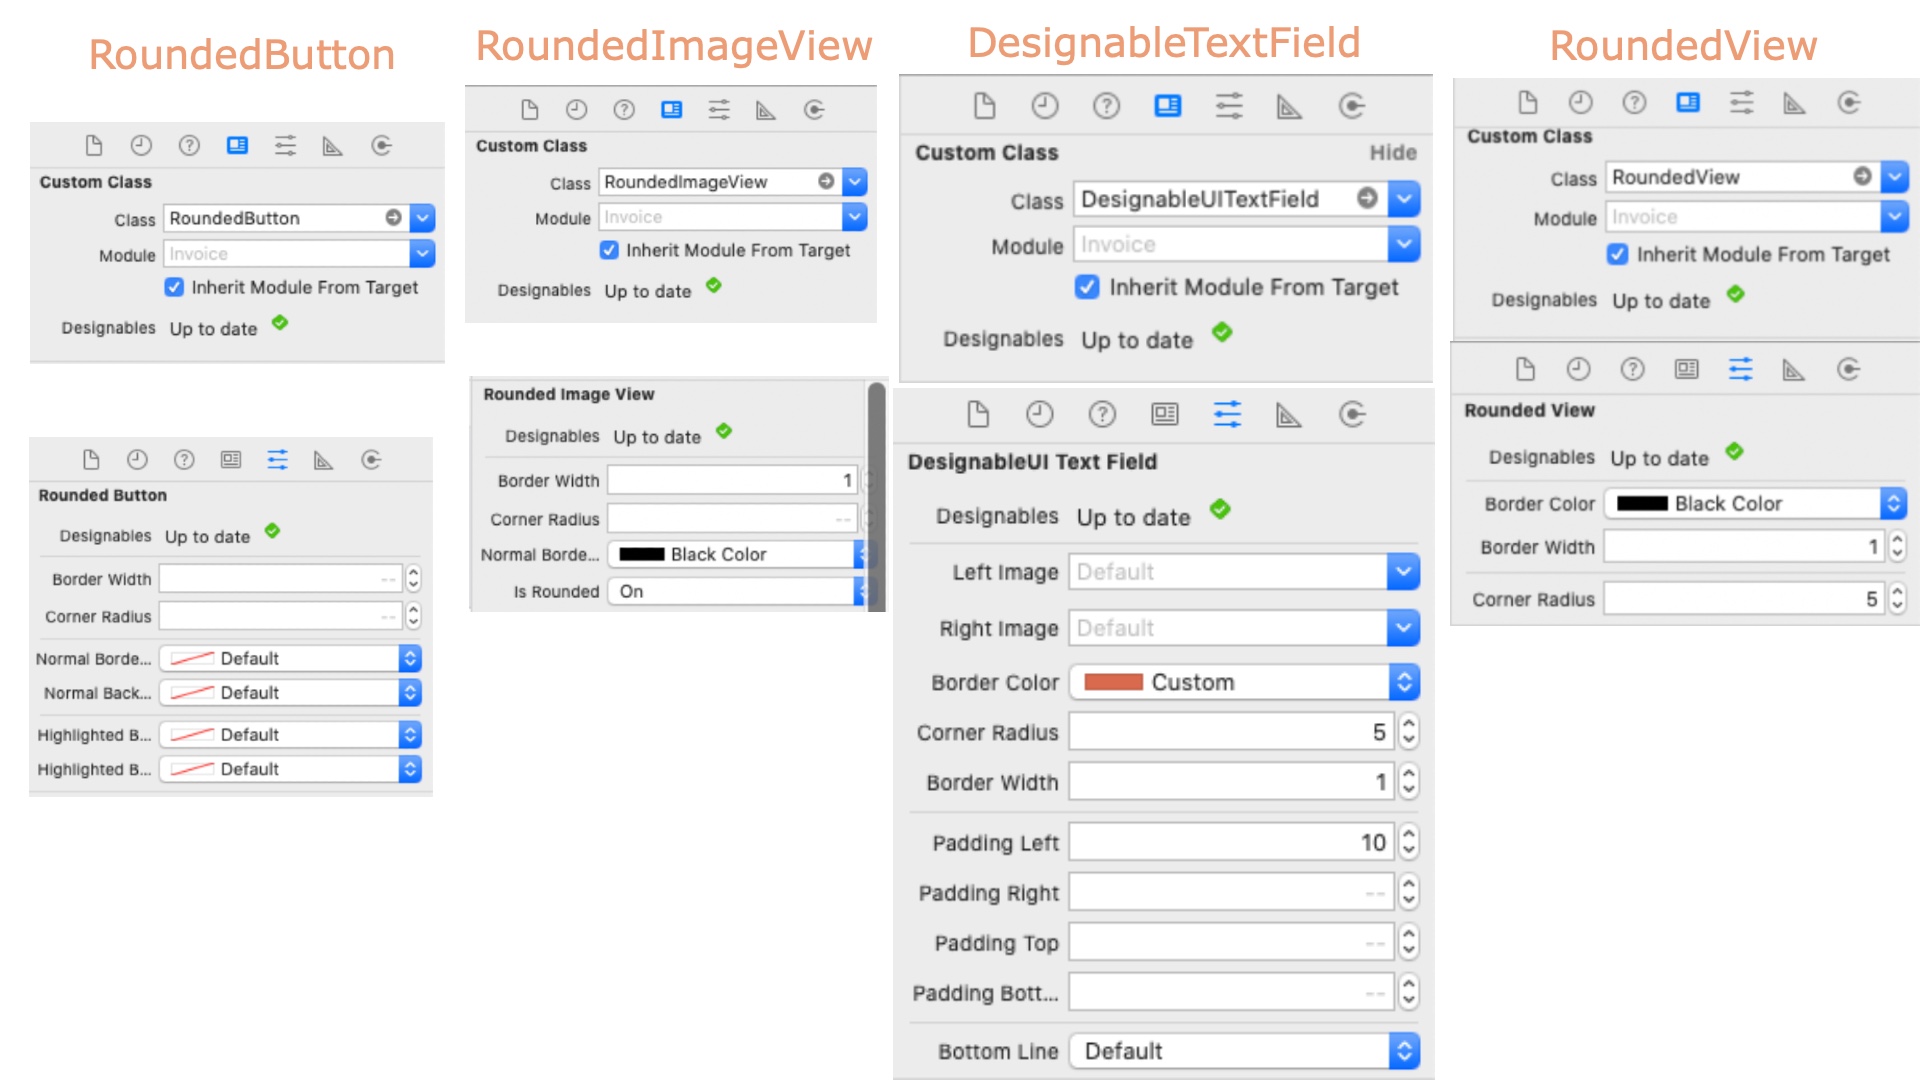 RoundedButton
Custom Class
Class RoundedButton
Module Invoice
Inherit Module From Target
Designables Up to date
Rounded Button
Designables Up to date
Border Width --
Corner Radius --
Normal Borde... Default
Normal Back... Default
Highlighted B... Default
Highlighted B... Default
RoundedImageView
Custom Class
Class RoundedImageView
Module Invoice
Inherit Module From Target
Designables Up to date
Rounded Image View
Designables Up to date
Border Width 1
Corner Radius --
Normal Borde... Black Color
Is Rounded On
DesignableTextField
Custom Class Hide
Class DesignableUITextField
Module Invoice
Inherit Module From Target
Designables Up to date
DesignableUI Text Field
Designables Up to date
Left Image Default
Right Image Default
Border Color Custom
Corner Radius 5
Border Width 1
Padding Left 10
Padding Right --
Padding Top --
Padding Bott... --
Bottom Line Default
RoundedView
Custom Class
Class RoundedView
Module Invoice
Inherit Module From Target
Designables Up to date
Rounded View
Designables Up to date
Border Color Black Color
Border Width 1
Corner Radius 5